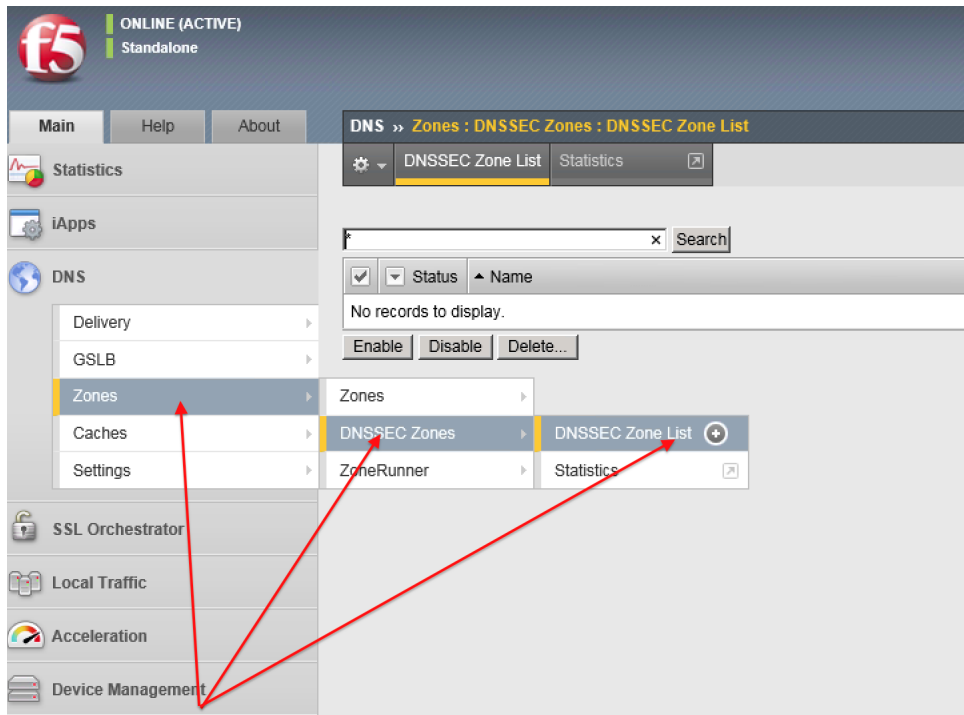 f5
ONLINE (ACTIVE)
Standalone
Main Help About
DNS » Zones : DNSSEC Zones : DNSSEC Zone List
DNSSEC Zone List Statistics
Statistics
iApps
* × Search
DNS
Status Name
No records to display.
Delivery
Enable Disable Delete...
GSLB
Zones Zones
Caches DNSSEC Zones DNSSEC Zone List
Settings ZoneRunner Statistics
SSL Orchestrator
Local Traffic
Acceleration
Device Management